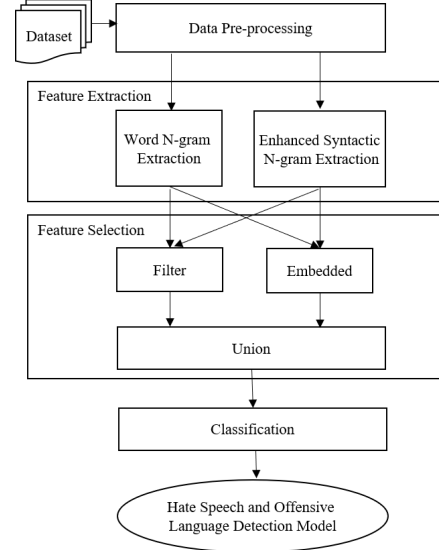 Dataset
Data Pre-processing
Feature Extraction
Word N-gram
Extraction
Enhanced Syntactic
N-gram Extraction
Feature Selection
Filter
Embedded
Union
Classification
Hate Speech and Offensive
Language Detection Model